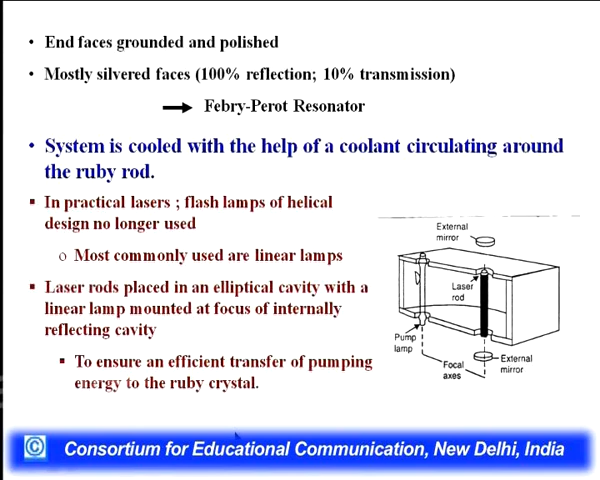 • End faces grounded and polished
• Mostly silvered faces (100% reflection; 10% transmission)
Febry-Perot Resonator
• System is cooled with the help of a coolant circulating around
the ruby rod.
▪ In practical lasers ; flash lamps of helical
design no longer used
o Most commonly used are linear lamps
▪ Laser rods placed in an elliptical cavity with a
linear lamp mounted at focus of internally
reflecting cavity
▪ To ensure an efficient transfer of pumping
energy to the ruby crystal.
External
mirror
Laser
rod
Pump
lamp
Focal
axes
External
mirror
© Consortium for Educational Communication, New Delhi, India